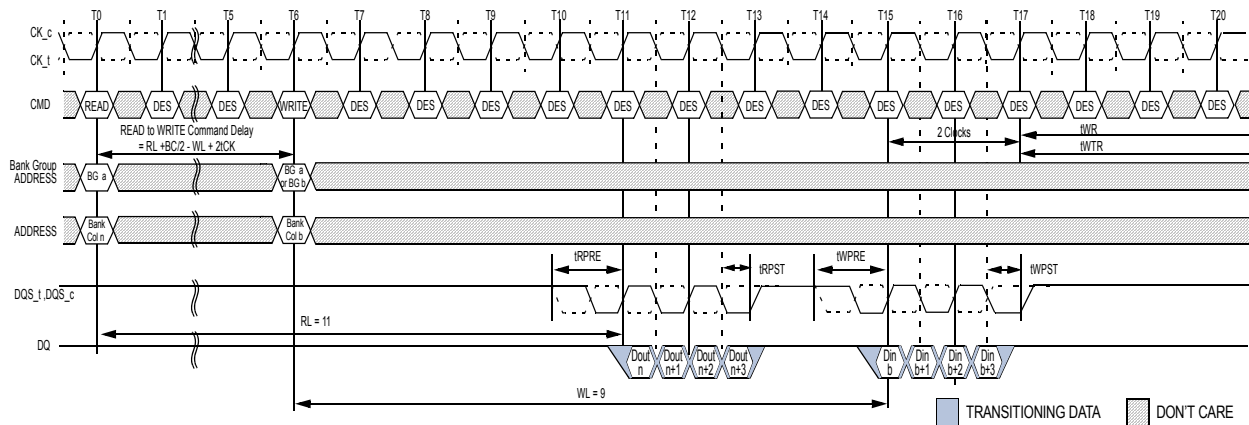 T0 T1 T5 T6 T7 T8 T9 T10 T11 T12 T13 T14 T15 T16 T17 T18 T19 T20
CK_c
CK_t
CMD READ DES DES WRITE DES DES DES DES DES DES DES DES DES DES DES DES DES DES
READ to WRITE Command Delay
= RL +BC/2 - WL + 2tCK
2 Clocks
tWR
tWTR
Bank Group
ADDRESS
BG a
BG a
or BG b
ADDRESS
Bank
Col n
Bank
Col b
tRPRE
tRPST
tWPRE
tWPST
DQS_t ,DQS_c
RL = 11
DQ
Dout
n
Dout
n+1
Dout
n+2
Dout
n+3
Din
b
Din
b+1
Din
b+2
Din
b+3
WL = 9
TRANSITIONING DATA
DON'T CARE